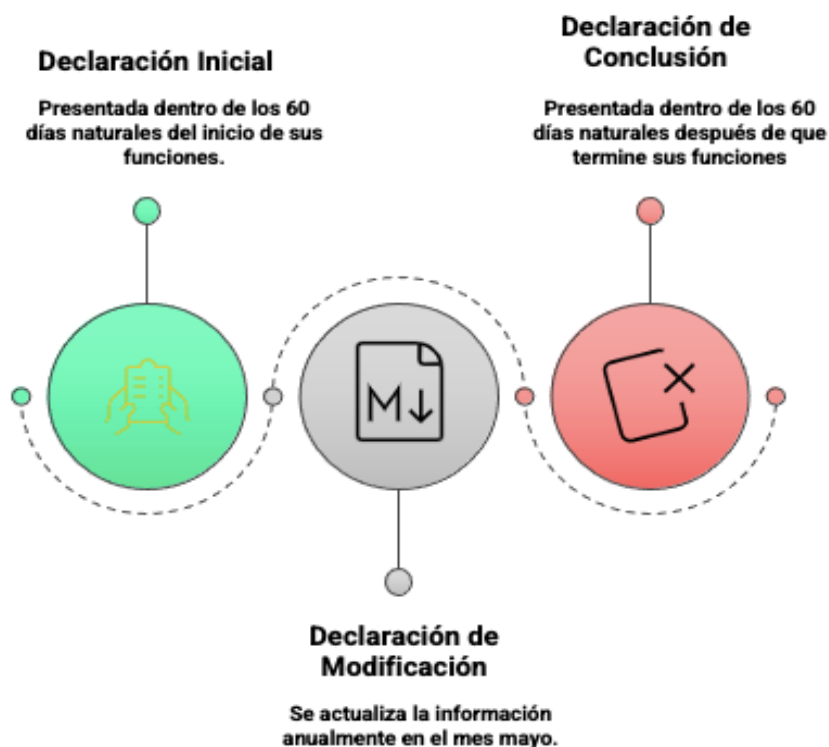 Declaración Inicial
Presentada dentro de los 60
días naturales del inicio de sus
funciones.
Declaración de
Conclusión
Presentada dentro de los 60
días naturales después de que
termine sus funciones
M↓
Declaración de
Modificación
Se actualiza la información
anualmente en el mes mayo.